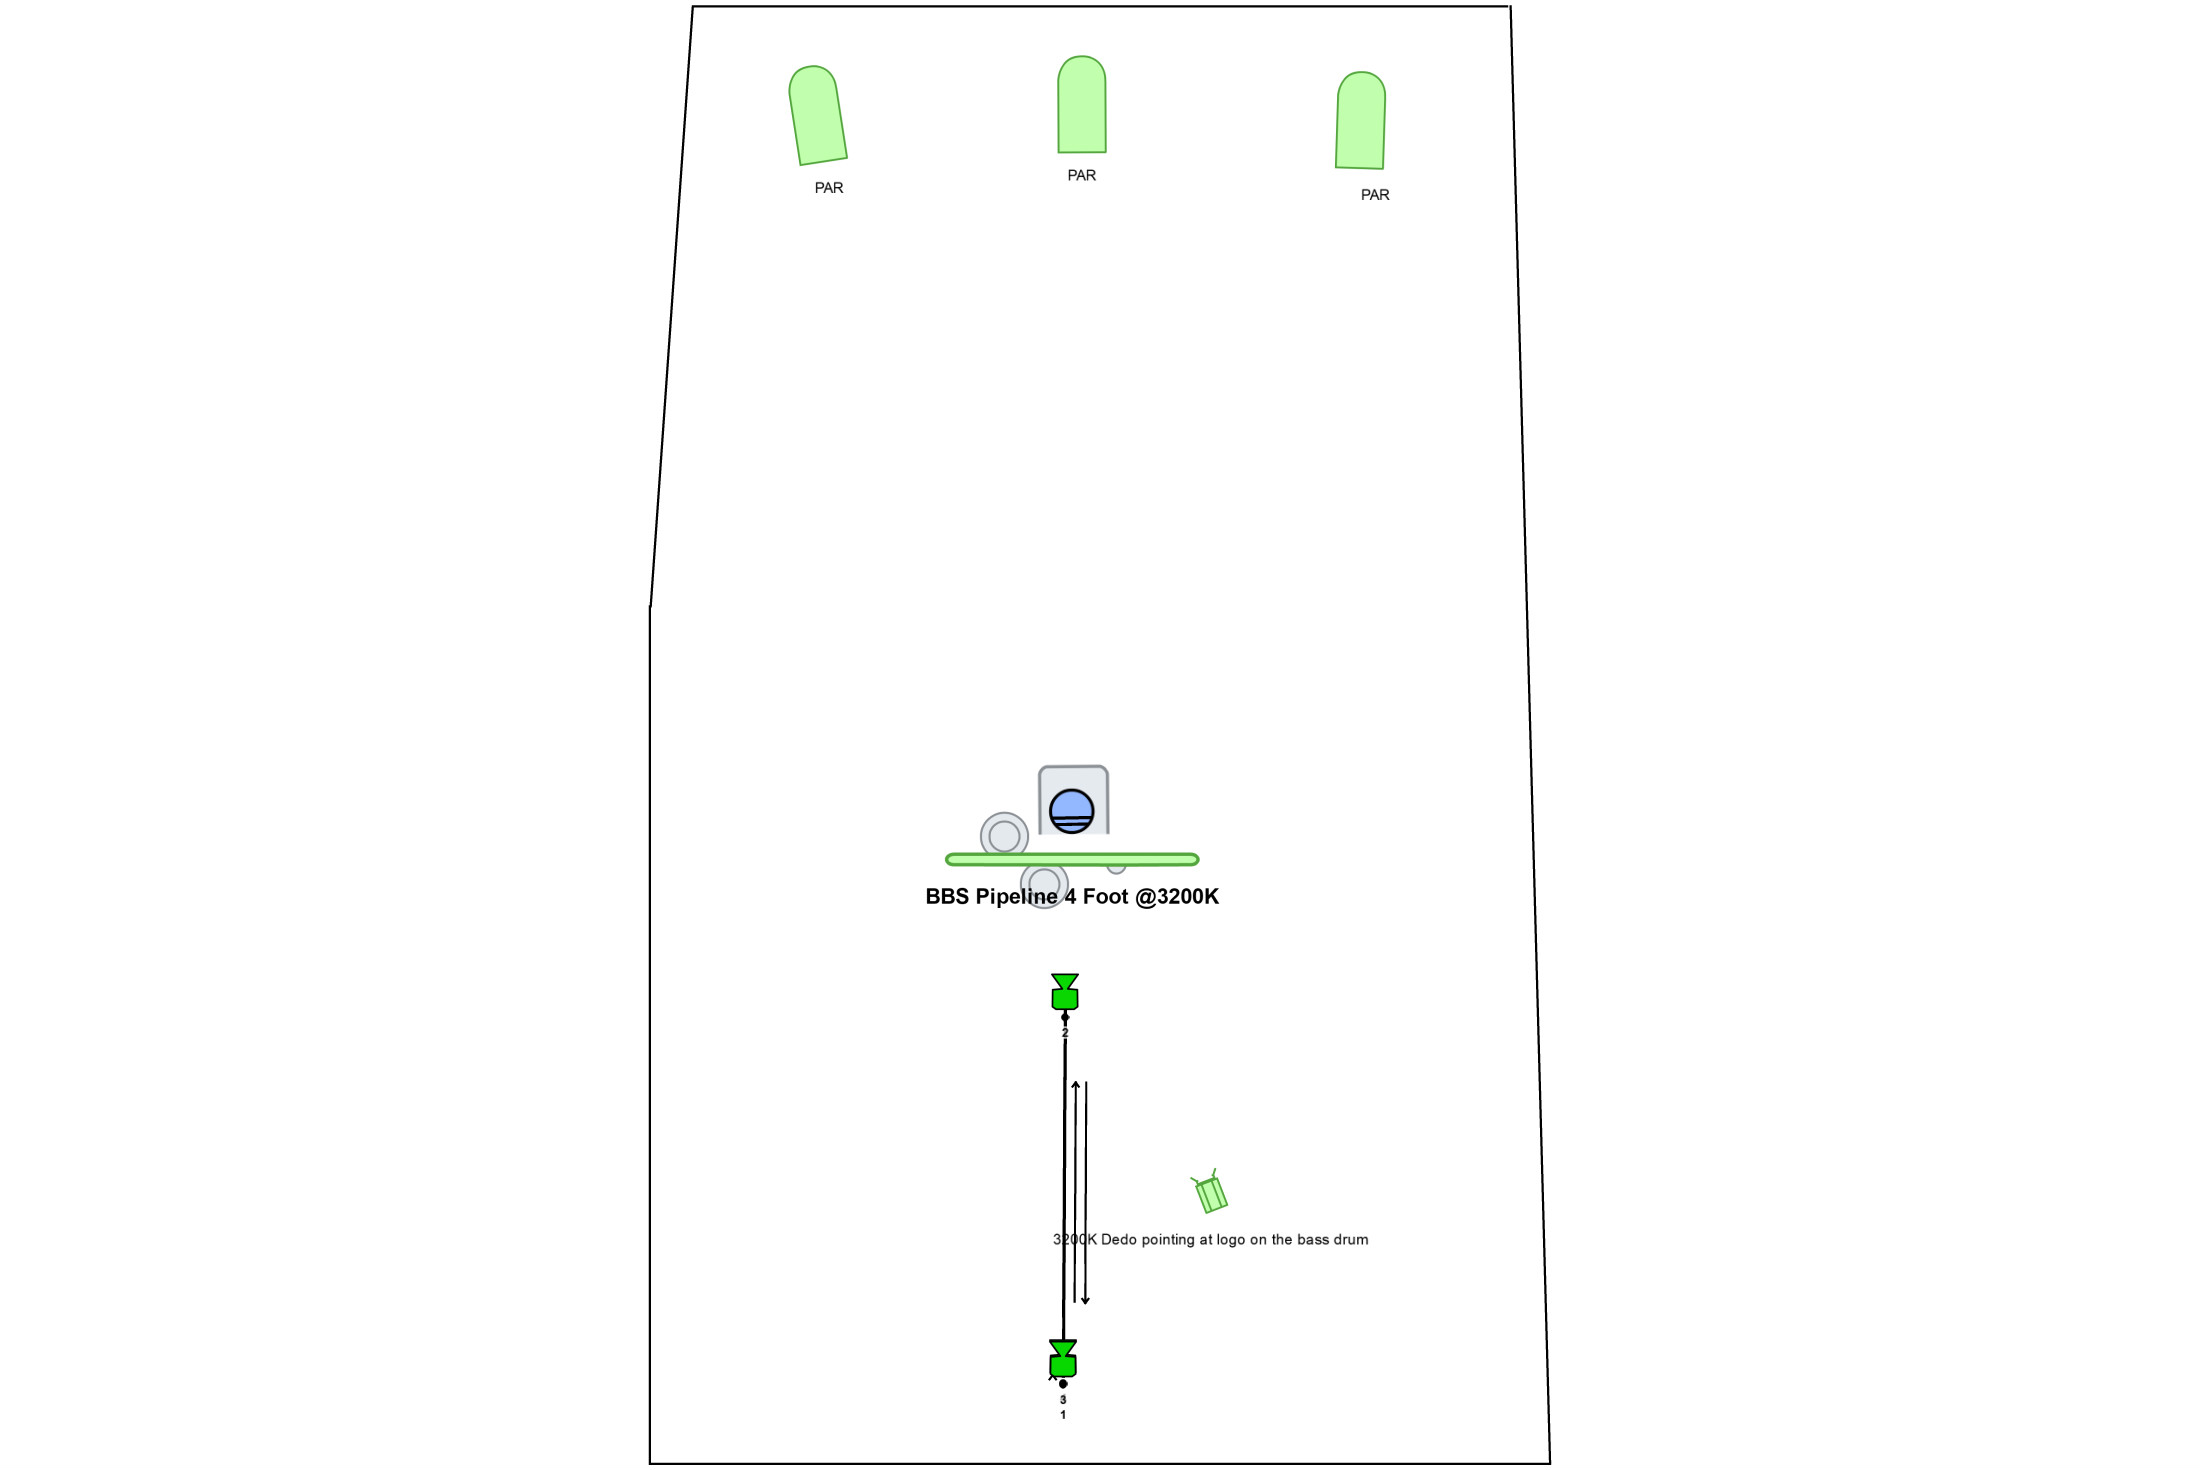 PAR
PAR
PAR
BBS Pipeline 4 Foot @3200K
2
3200K Dedo pointing at logo on the bass drum
3
1